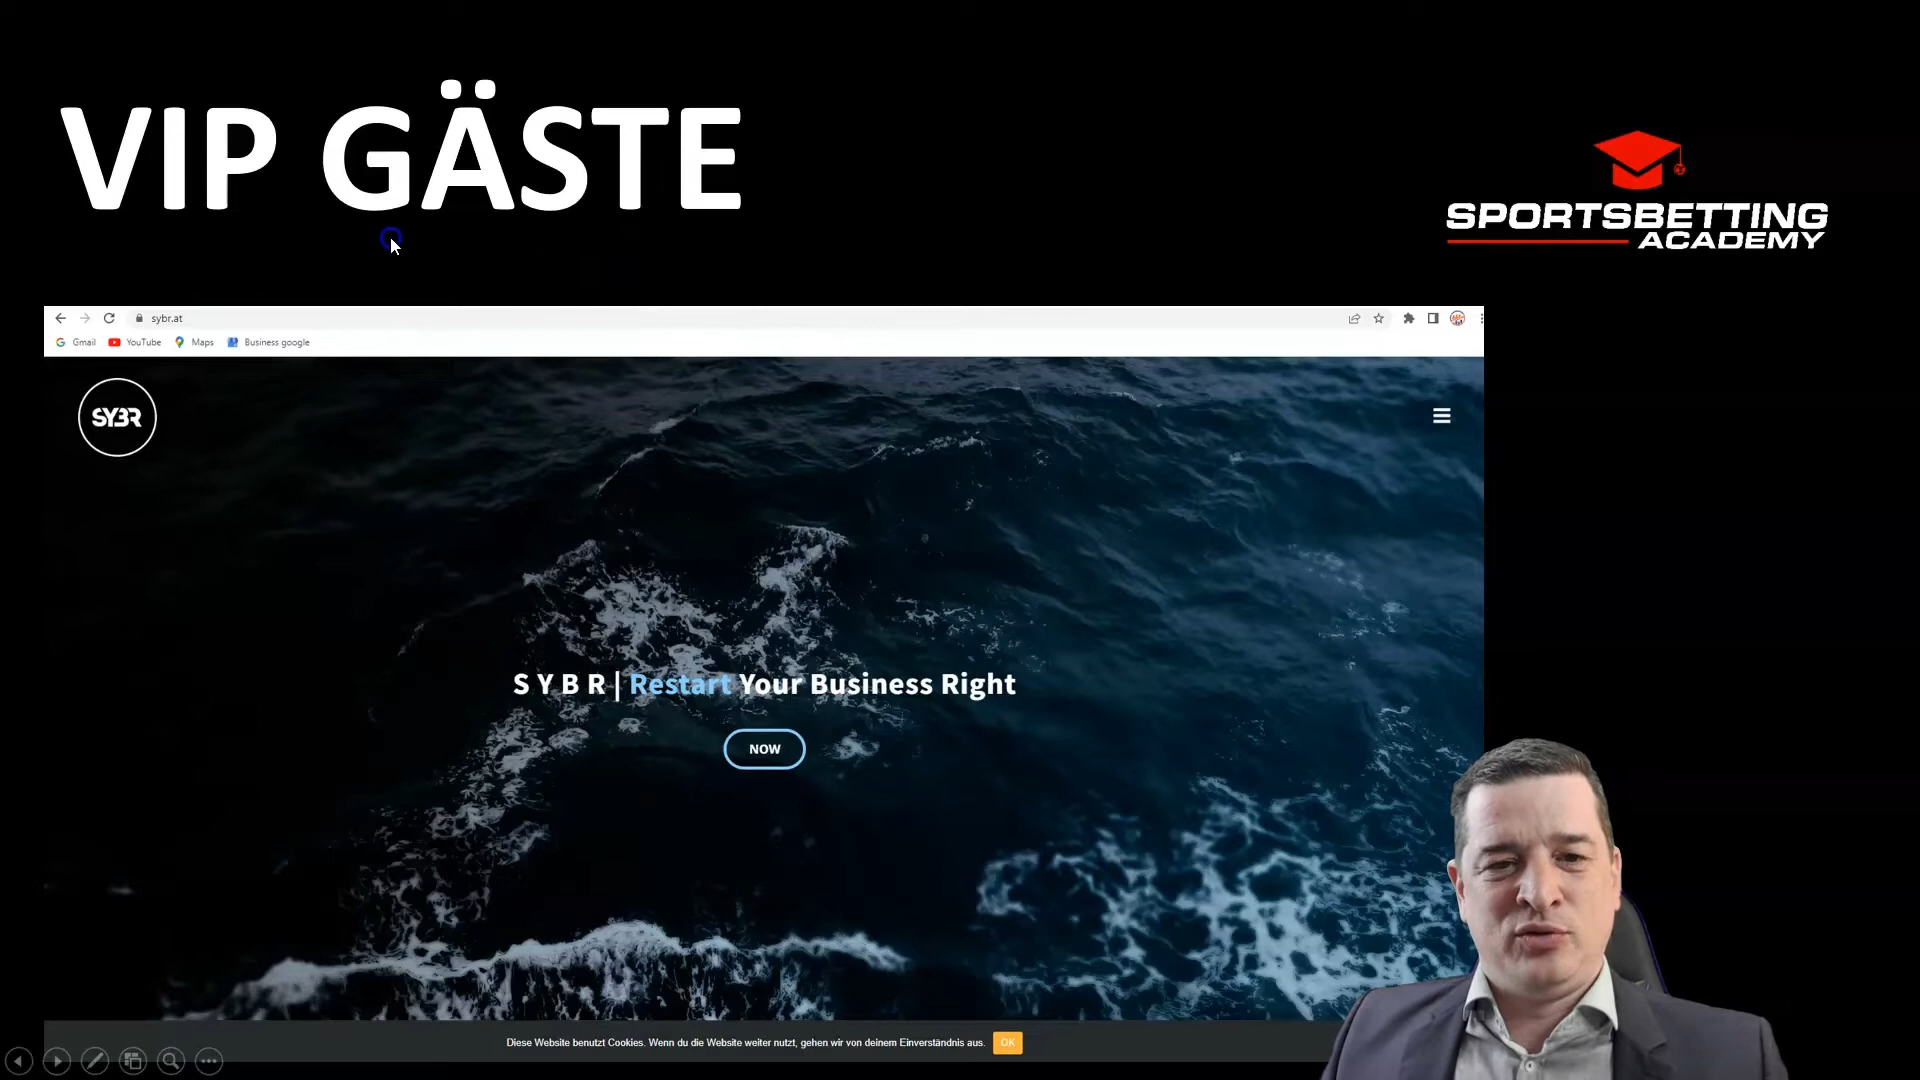 VIP GÄSTE
SPORTSBETTING
ACADEMY
sybr.at
Gmail YouTube Maps Business google
SYBR
S Y B R | Restart Your Business Right
NOW
Diese Website benutzt Cookies. Wenn du die Website weiter nutzt, gehen wir von deinem Einverständnis aus. OK